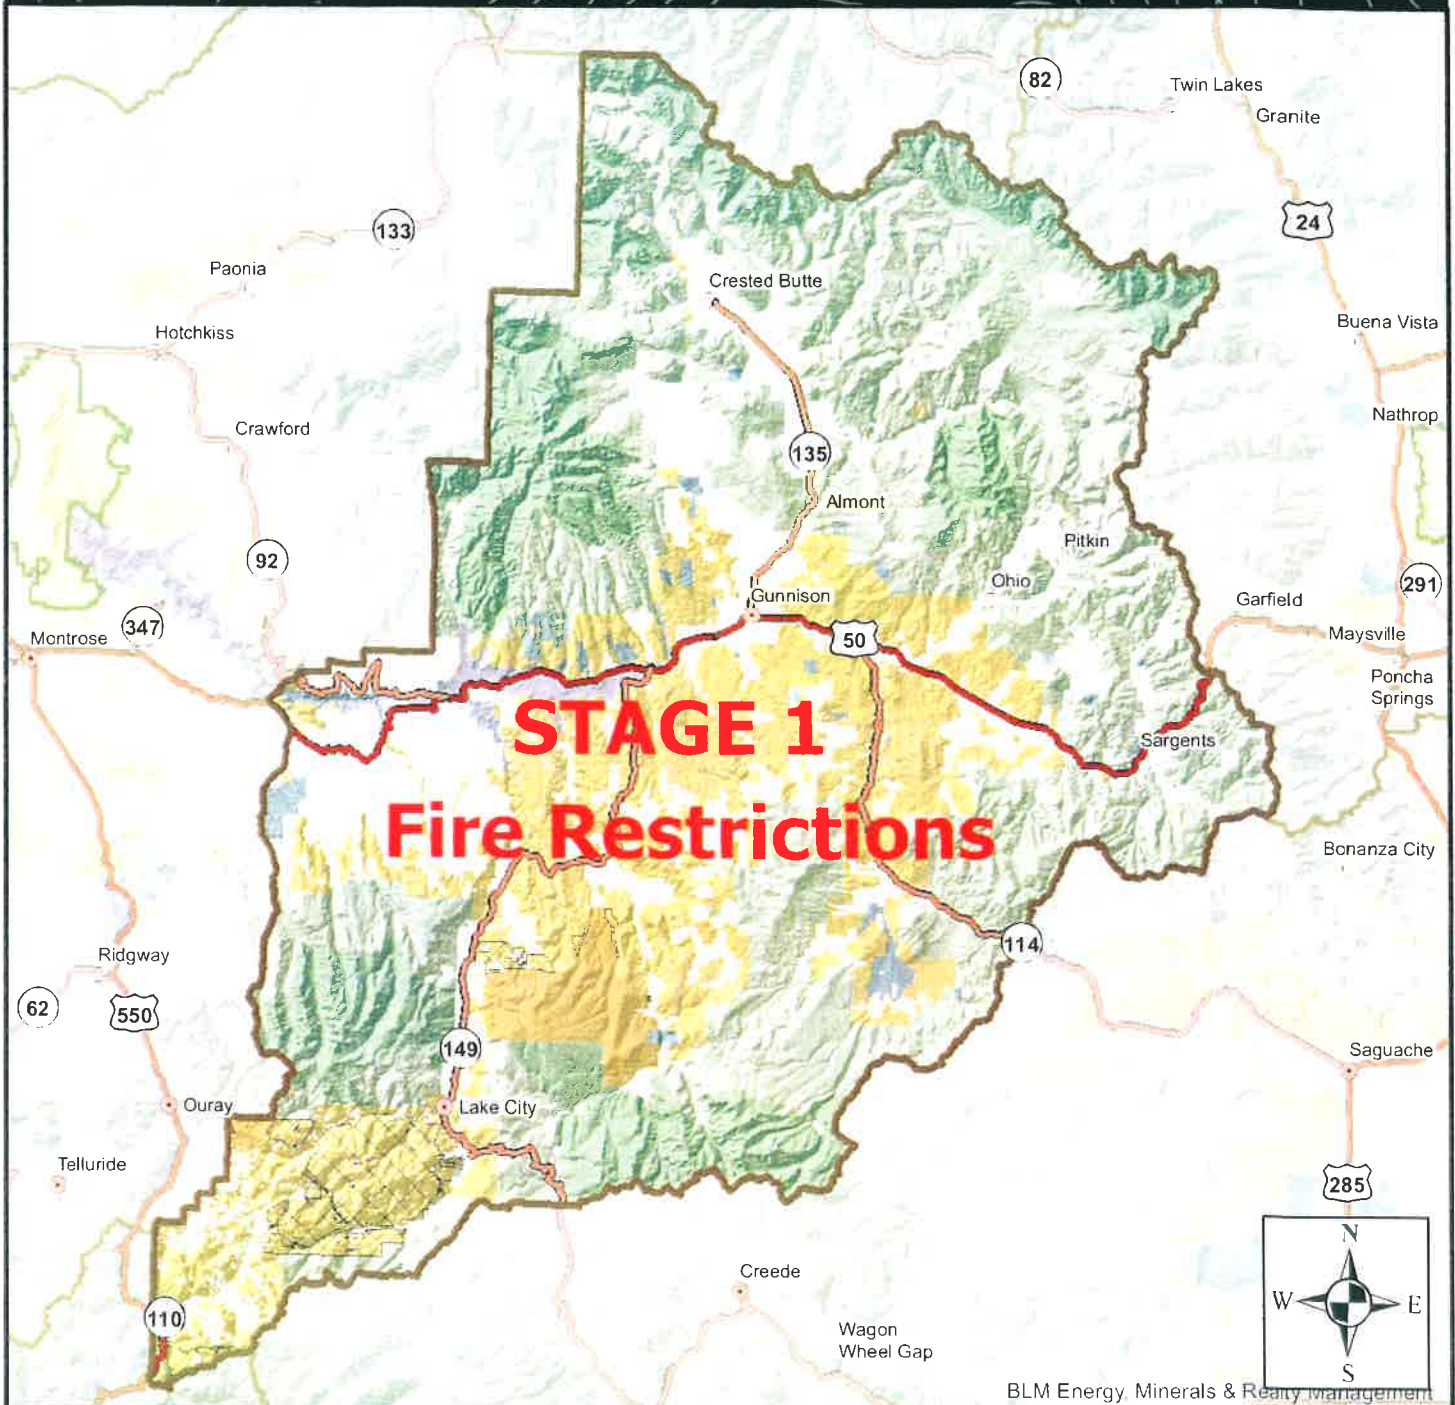 82
Twin Lakes
Granite
24
133
Paonia
Crested Butte
Hotchkiss
Buena Vista
Nathrop
Crawford
135
Almont
Pitkin
92
Ohio
291
Gunnison
Garfield
347
Montrose
50
Maysville
Poncha
Springs
STAGE 1
Sargents
Fire Restrictions
Bonanza City
114
Ridgway
62
550
149
Saguache
Ouray
Lake City
Telluride
285
N
Creede
W
E
110
Wagon
Wheel Gap
S
BLM Energy, Minerals & Realty Management